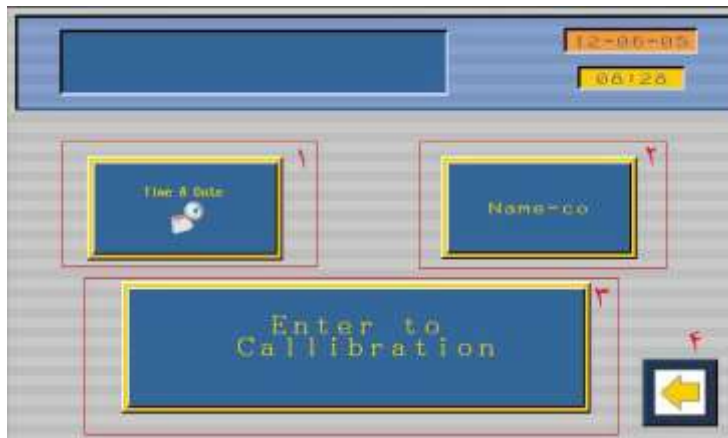 12-06-05
08:28
۱
Time & Date
۲
Name-co
۳
Enter to
Callibration
۴